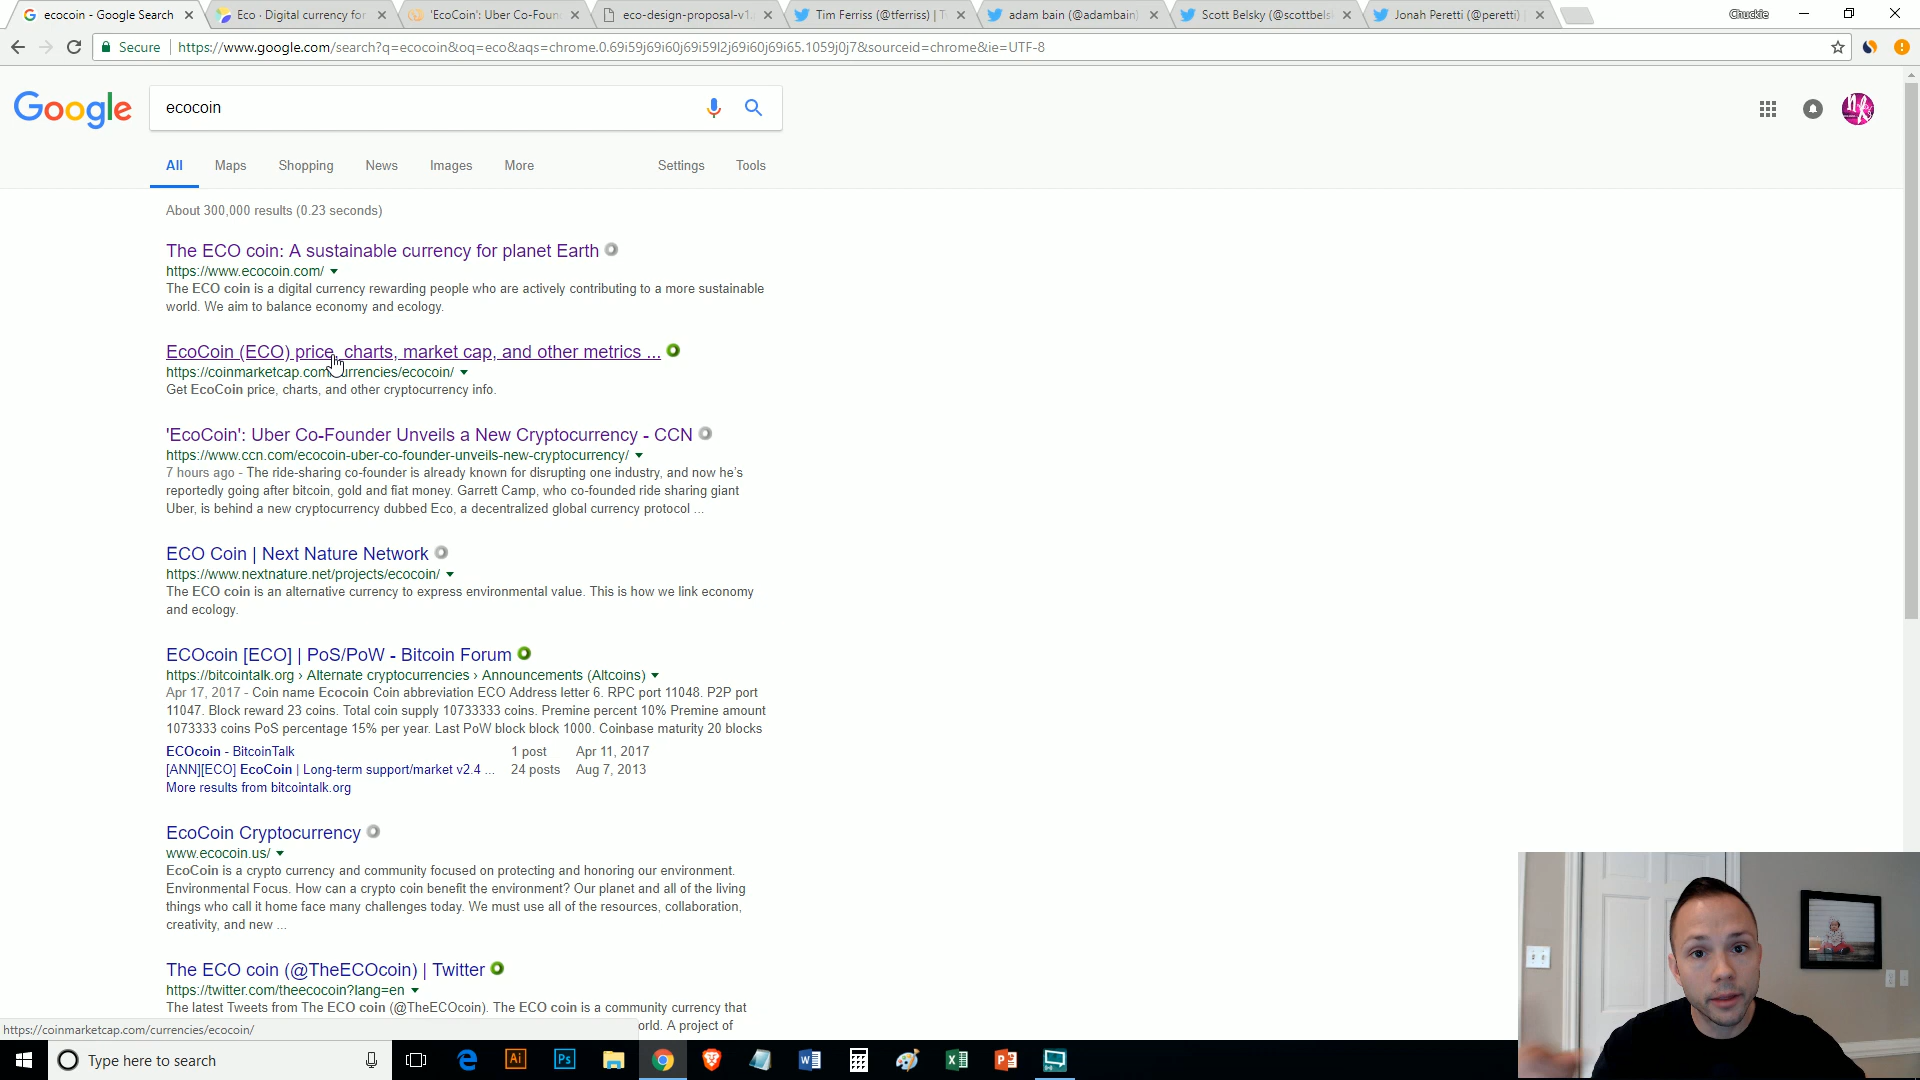 ecocoin - Google Search
Eco · Digital currency for
'EcoCoin': Uber Co-Foun
eco-design-proposal-v1.
Tim Ferriss (@tferriss) | T
adam bain (@adambain)
Scott Belsky (@scottbels
Jonah Peretti (@peretti)
Chuckie
Secure
https://www.google.com/search?q=ecocoin&oq=eco&aqs=chrome.0.69i59j69i60j69i59l2j69i60j69i65.1059j0j7&sourceid=chrome&ie=UTF-8
Google
ecocoin
All Maps Shopping News Images More Settings Tools
About 300,000 results (0.23 seconds)
The ECO coin: A sustainable currency for planet Earth
https://www.ecocoin.com/
The ECO coin is a digital currency rewarding people who are actively contributing to a more sustainable
world. We aim to balance economy and ecology.
EcoCoin (ECO) price, charts, market cap, and other metrics ...
https://coinmarketcap.com/currencies/ecocoin/
Get EcoCoin price, charts, and other cryptocurrency info.
'EcoCoin': Uber Co-Founder Unveils a New Cryptocurrency - CCN
https://www.ccn.com/ecocoin-uber-co-founder-unveils-new-cryptocurrency/
7 hours ago - The ride-sharing co-founder is already known for disrupting one industry, and now he's
reportedly going after bitcoin, gold and fiat money. Garrett Camp, who co-founded ride sharing giant
Uber, is behind a new cryptocurrency dubbed Eco, a decentralized global currency protocol ...
ECO Coin | Next Nature Network
https://www.nextnature.net/projects/ecocoin/
The ECO coin is an alternative currency to express environmental value. This is how we link economy
and ecology.
ECOcoin [ECO] | PoS/PoW - Bitcoin Forum
https://bitcointalk.org › Alternate cryptocurrencies › Announcements (Altcoins)
Apr 17, 2017 - Coin name Ecocoin Coin abbreviation ECO Address letter 6. RPC port 11048. P2P port
11047. Block reward 23 coins. Total coin supply 10733333 coins. Premine percent 10% Premine amount
1073333 coins PoS percentage 15% per year. Last PoW block block 1000. Coinbase maturity 20 blocks
ECOcoin - BitcoinTalk 1 post Apr 11, 2017
[ANN][ECO] EcoCoin | Long-term support/market v2.4 ... 24 posts Aug 7, 2013
More results from bitcointalk.org
EcoCoin Cryptocurrency
www.ecocoin.us/
EcoCoin is a crypto currency and community focused on protecting and honoring our environment.
Environmental Focus. How can a crypto coin benefit the environment? Our planet and all of the living
things who call it home face many challenges today. We must use all of the resources, collaboration,
creativity, and new ...
The ECO coin (@TheECOcoin) | Twitter
https://twitter.com/theecocoin?lang=en
The latest Tweets from The ECO coin (@TheECOcoin). The ECO coin is a community currency that
orld. A project of
https://coinmarketcap.com/currencies/ecocoin/
Type here to search
Ai
Ps